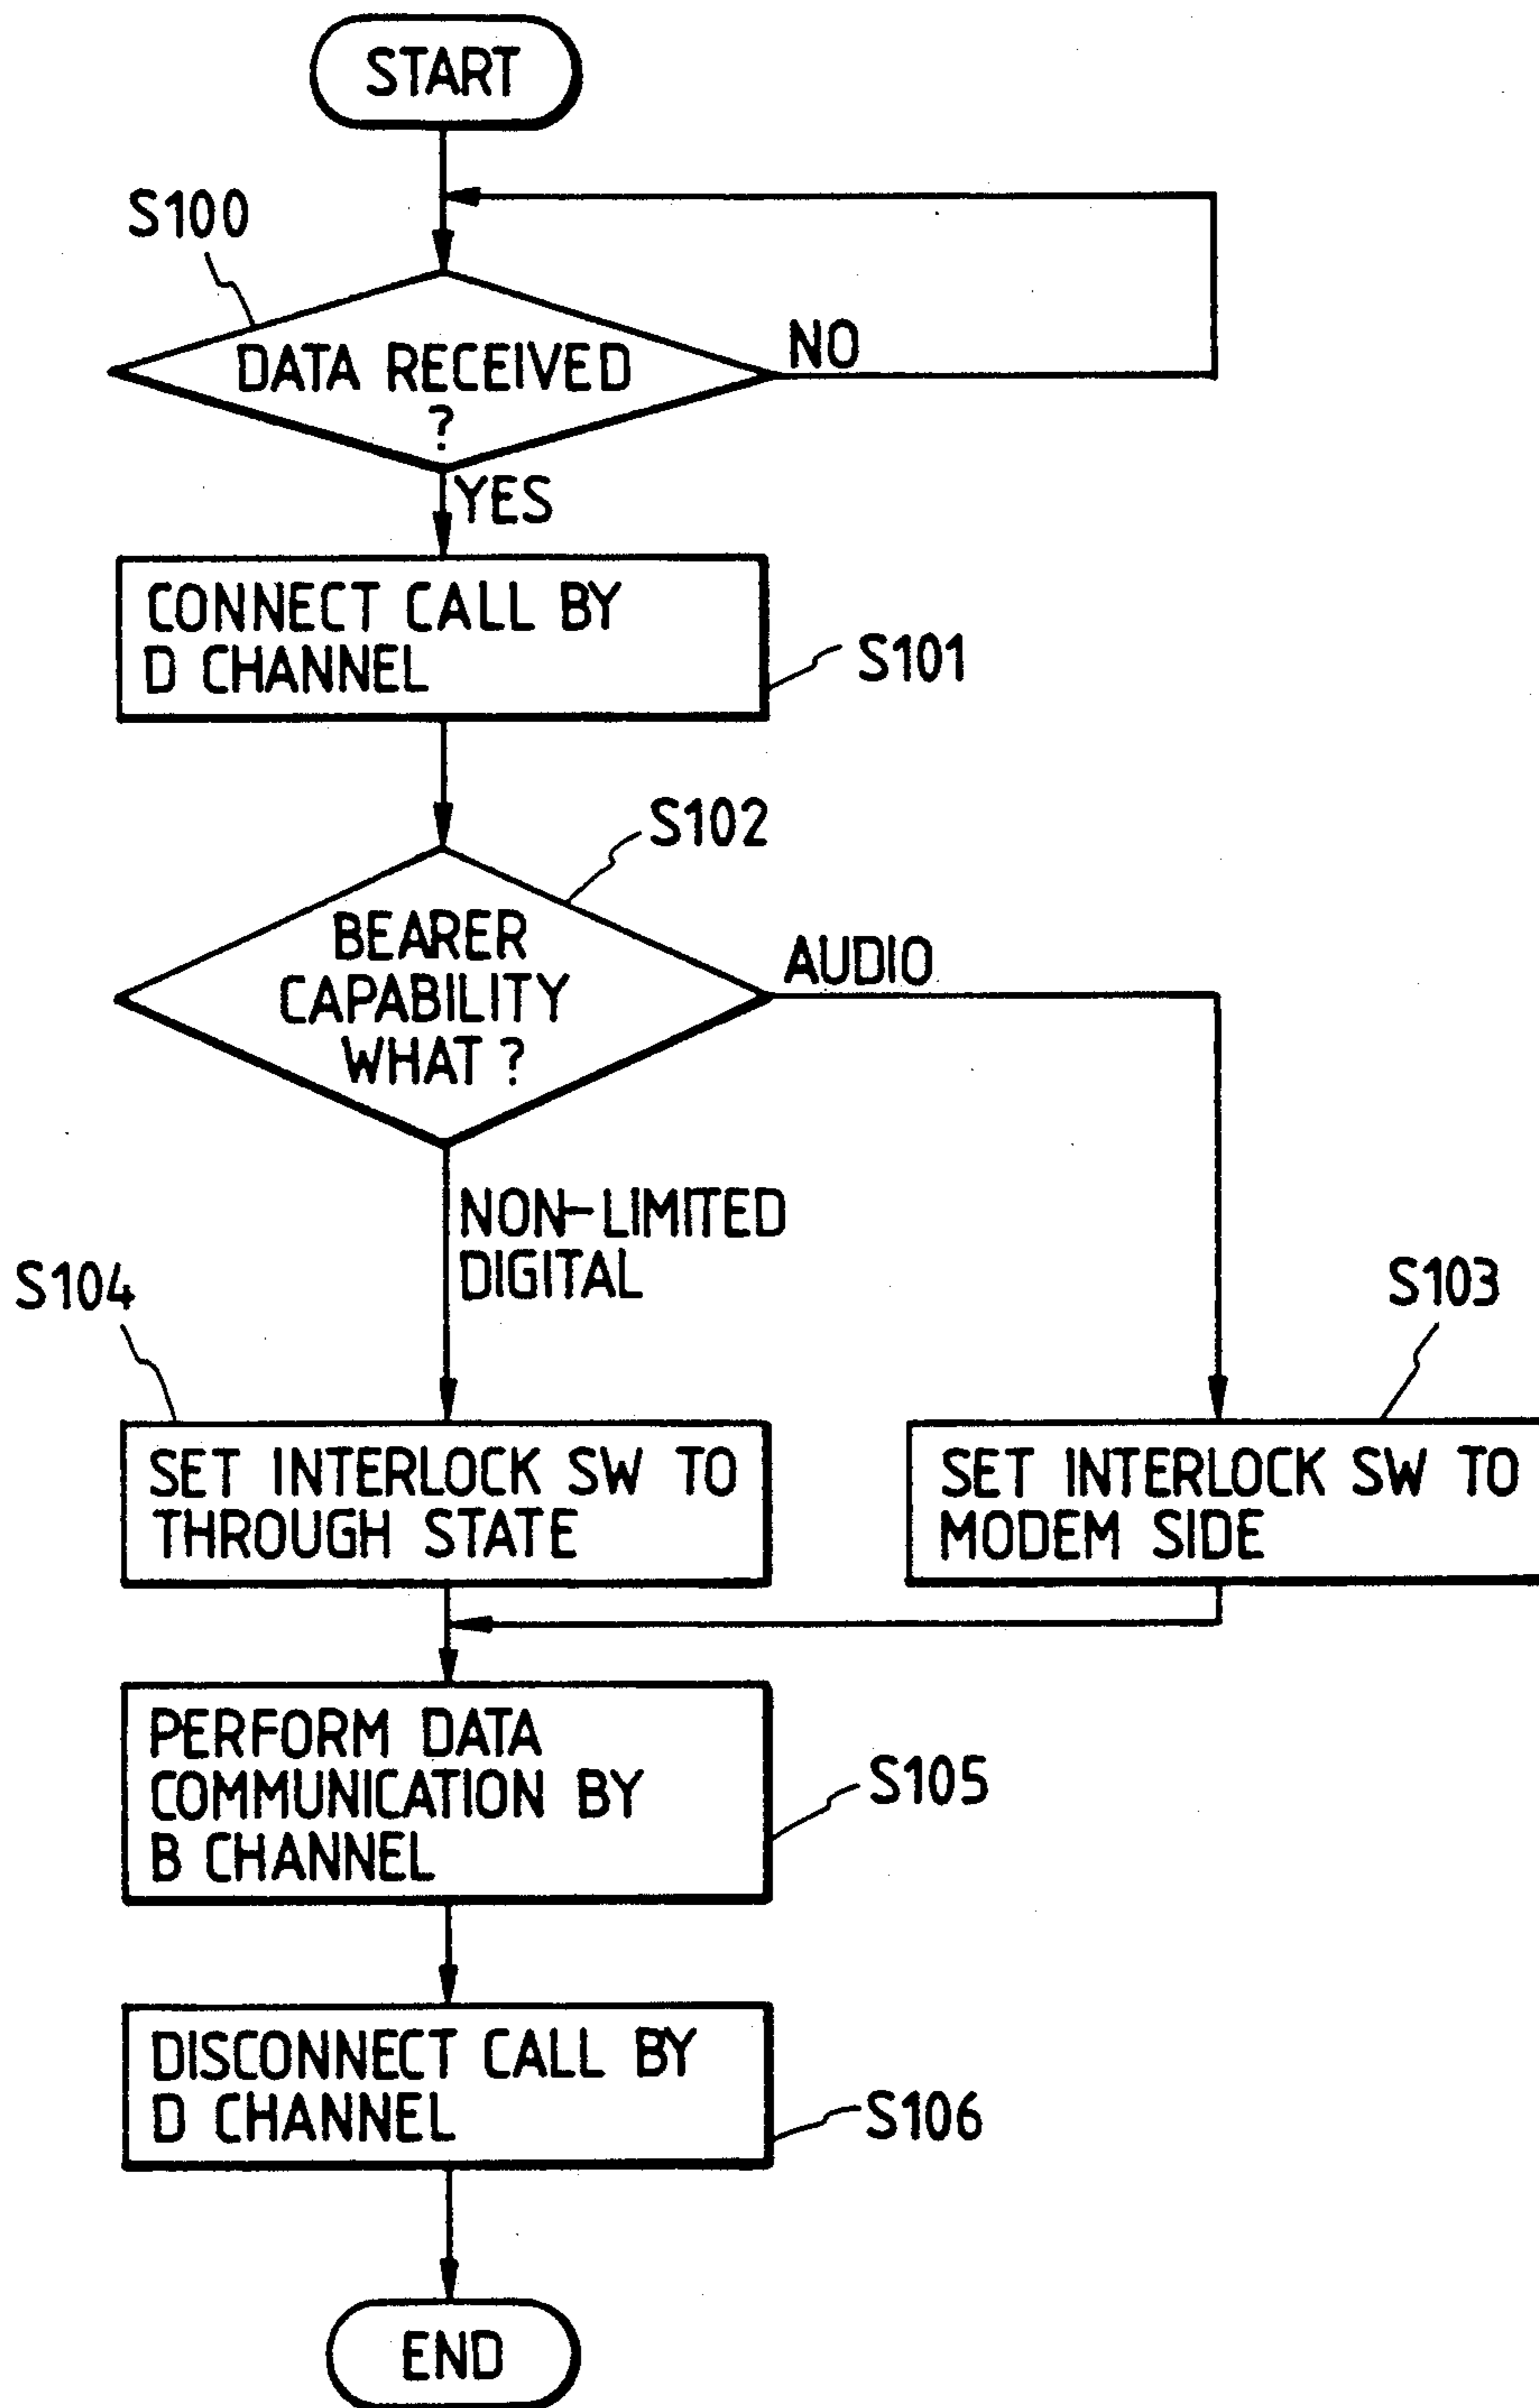 START
S100
DATA RECEIVED
?
NO
YES
CONNECT CALL BY
D CHANNEL
S101
S102
BEARER
CAPABILITY
WHAT ?
AUDIO
NON-LIMITED
DIGITAL
S104
S103
SET INTERLOCK SW TO
THROUGH STATE
SET INTERLOCK SW TO
MODEM SIDE
PERFORM DATA
COMMUNICATION BY
B CHANNEL
S105
DISCONNECT CALL BY
D CHANNEL
S106
END